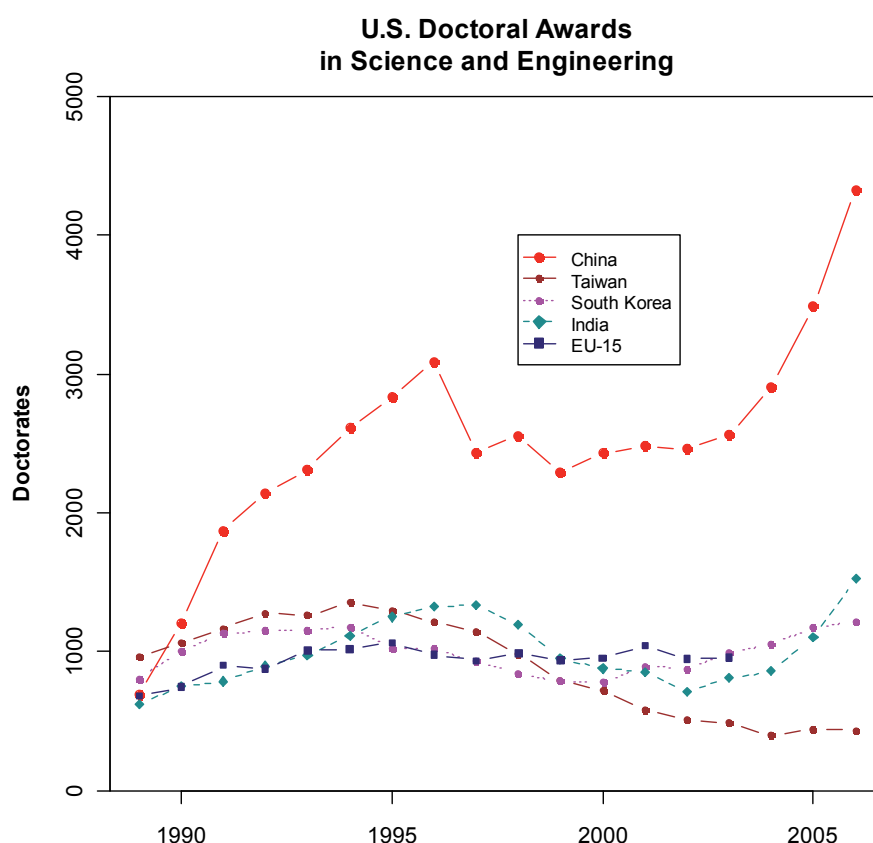 U.S. Doctoral Awards
in Science and Engineering
5000
4000
3000
2000
1000
0
Doctorates
China
Taiwan
South Korea
India
EU-15
1990
1995
2000
2005